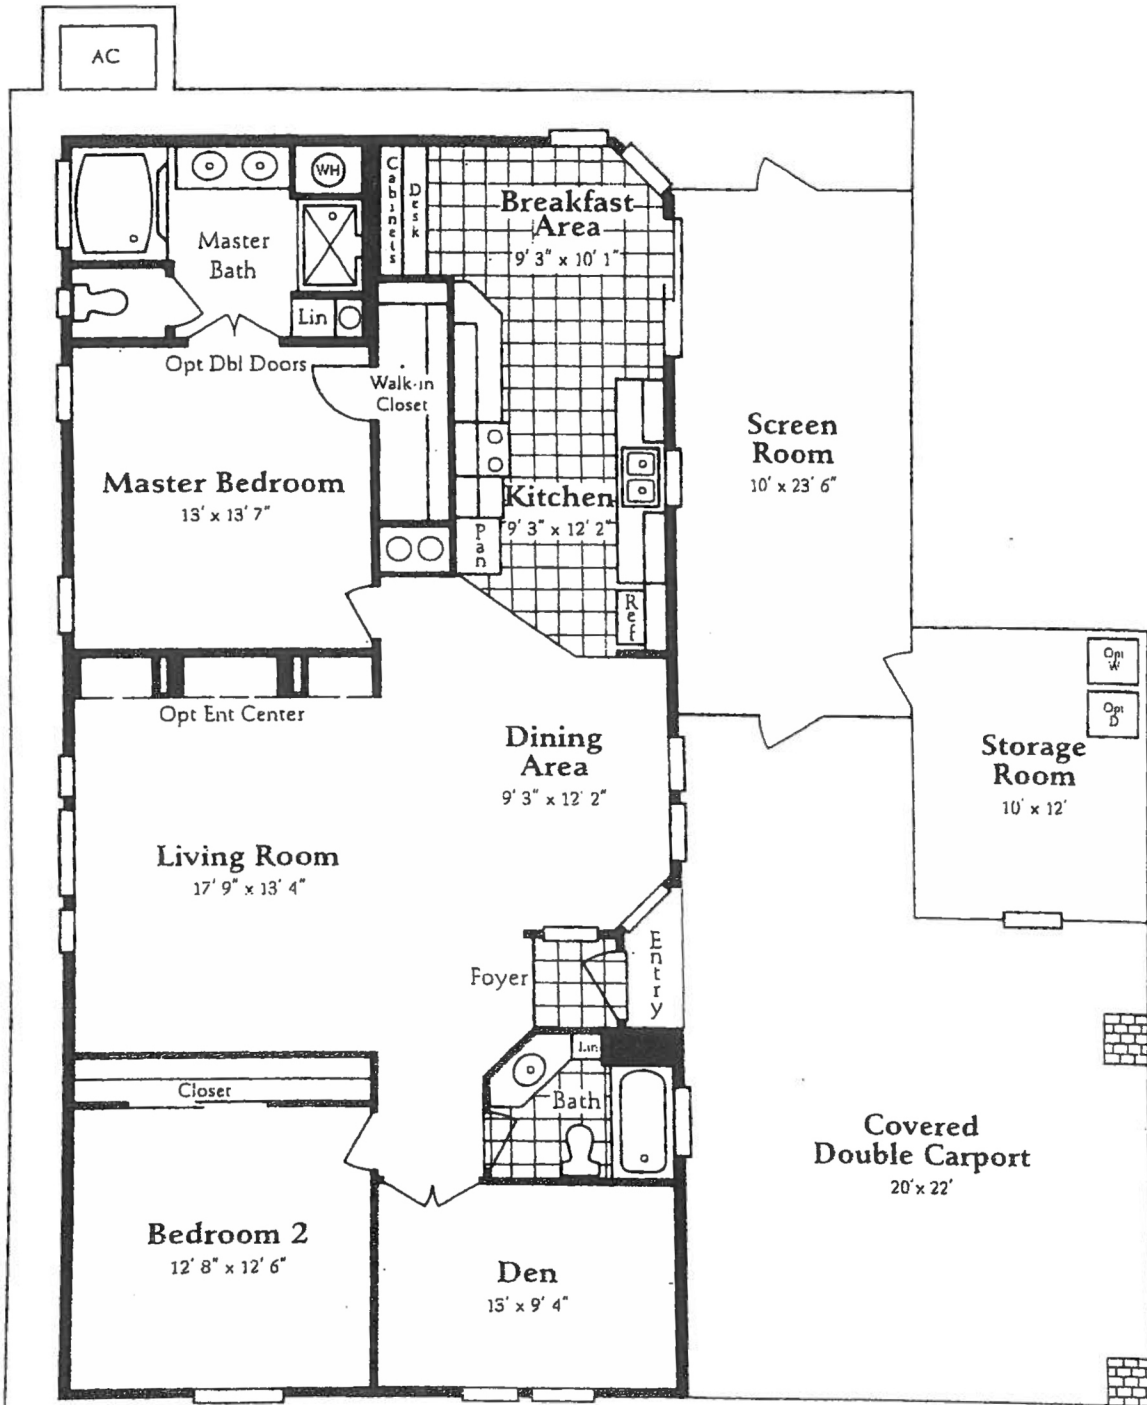 AC
WH
Cabinets
Desk
Breakfast
Area
9' 3" x 10' 1"
Master
Bath
Lin
Opt Dbl Doors
Walk-in
Closet
Master Bedroom
13' x 13' 7"
Kitchen
9' 3" x 12' 2"
Pan
Ref
Screen
Room
10' x 23' 6"
Opt
W
Opt
D
Storage
Room
10' x 12'
Opt Ent Center
Dining
Area
9' 3" x 12' 2"
Living Room
17' 9" x 13' 4"
Foyer
Entry
Lin
Bath
Closet
Covered
Double Carport
20' x 22'
Bedroom 2
12' 8" x 12' 6"
Den
13' x 9' 4"